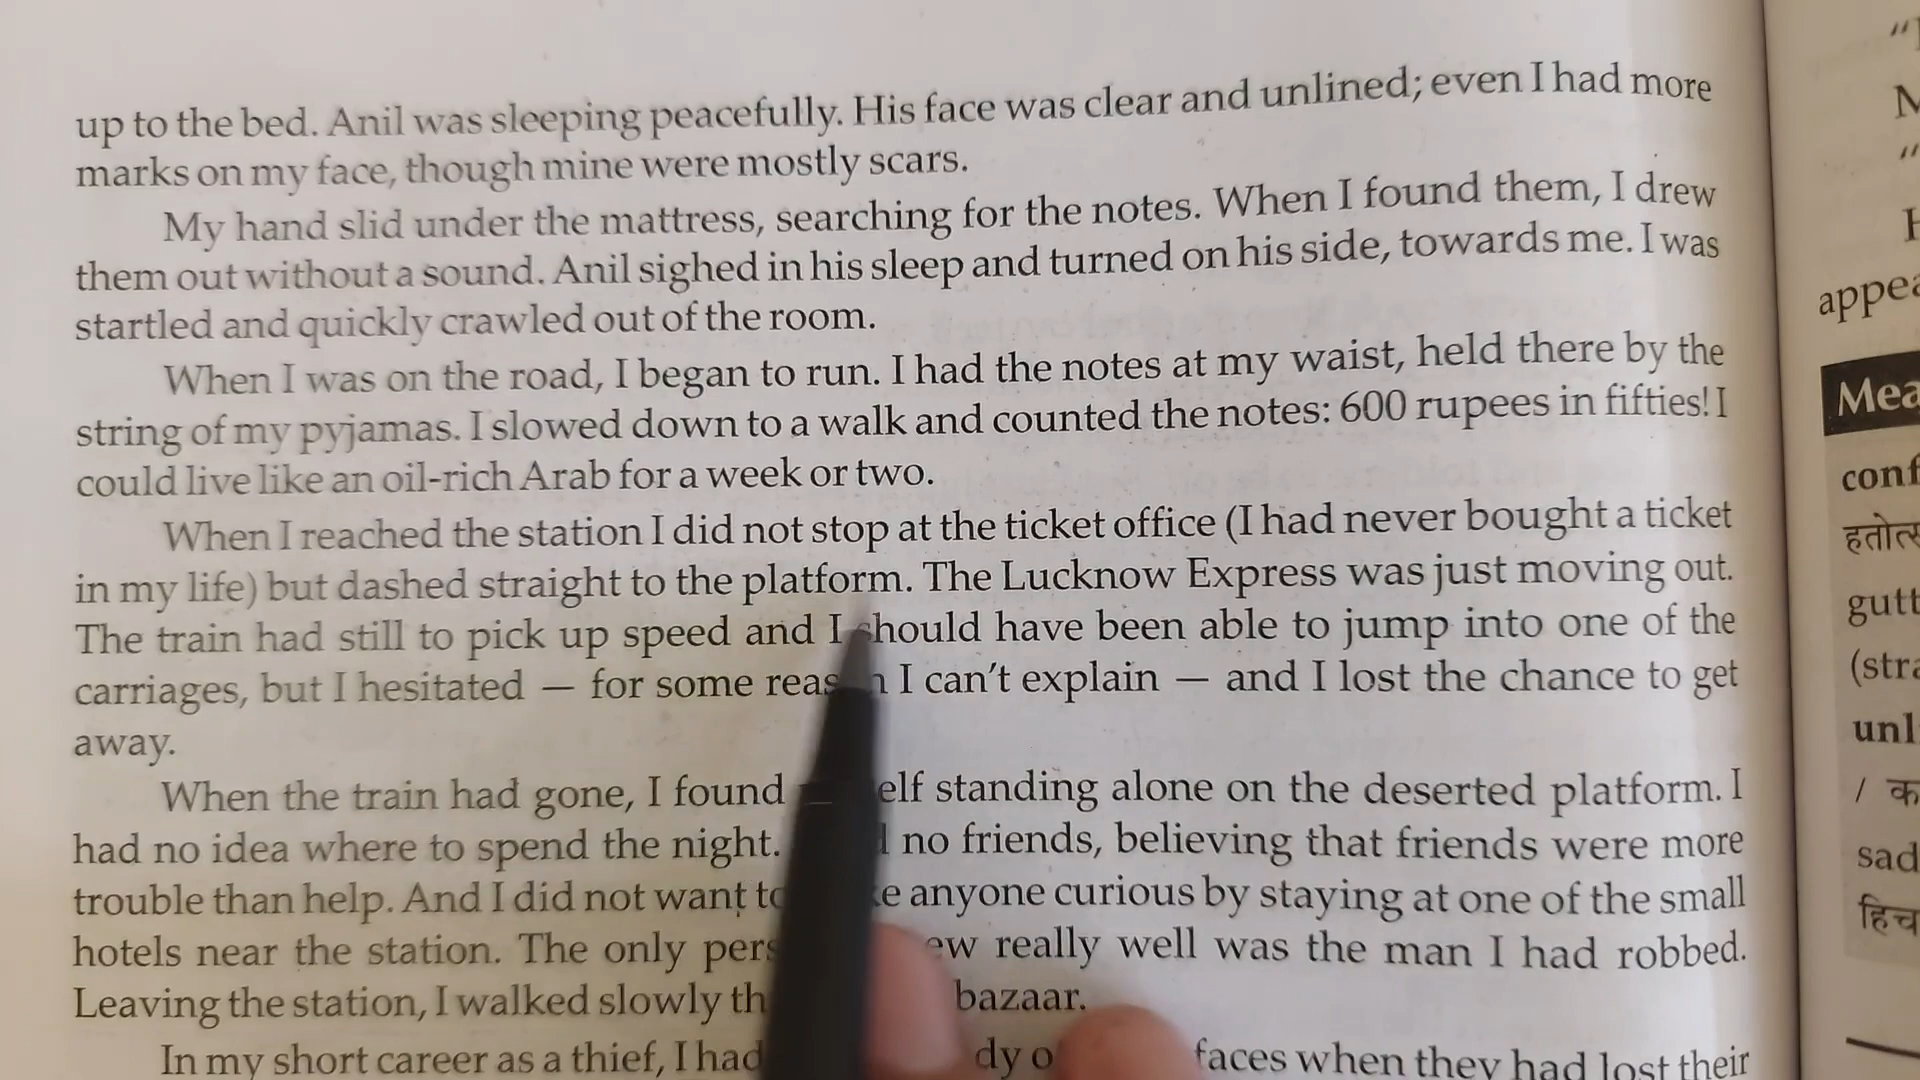 up to the bed. Anil was sleeping peacefully. His face was clear and unlined; even I had more
marks on my face, though mine were mostly scars.
My hand slid under the mattress, searching for the notes. When I found them, I drew
them out without a sound. Anil sighed in his sleep and turned on his side, towards me. I was
startled and quickly crawled out of the room.
When I was on the road, I began to run. I had the notes at my waist, held there by the
string of my pyjamas. I slowed down to a walk and counted the notes: 600 rupees in fifties! I
could live like an oil-rich Arab for a week or two.
When I reached the station I did not stop at the ticket office (I had never bought a ticket
in my life) but dashed straight to the platform. The Lucknow Express was just moving out.
The train had still to pick up speed and I should have been able to jump into one of the
carriages, but I hesitated — for some reason I can't explain — and I lost the chance to get
away.
When the train had gone, I found elf standing alone on the deserted platform. I
had no idea where to spend the night. no friends, believing that friends were more
trouble than help. And I did not want to anyone curious by staying at one of the small
hotels near the station. The only pers ew really well was the man I had robbed.
Leaving the station, I walked slowly th bazaar.
In my short career as a thief, I had dy o faces when they had lost their
appea
Mea
conf
हतोत्स
gutt
(stra
unl
/ क
sad
हिच